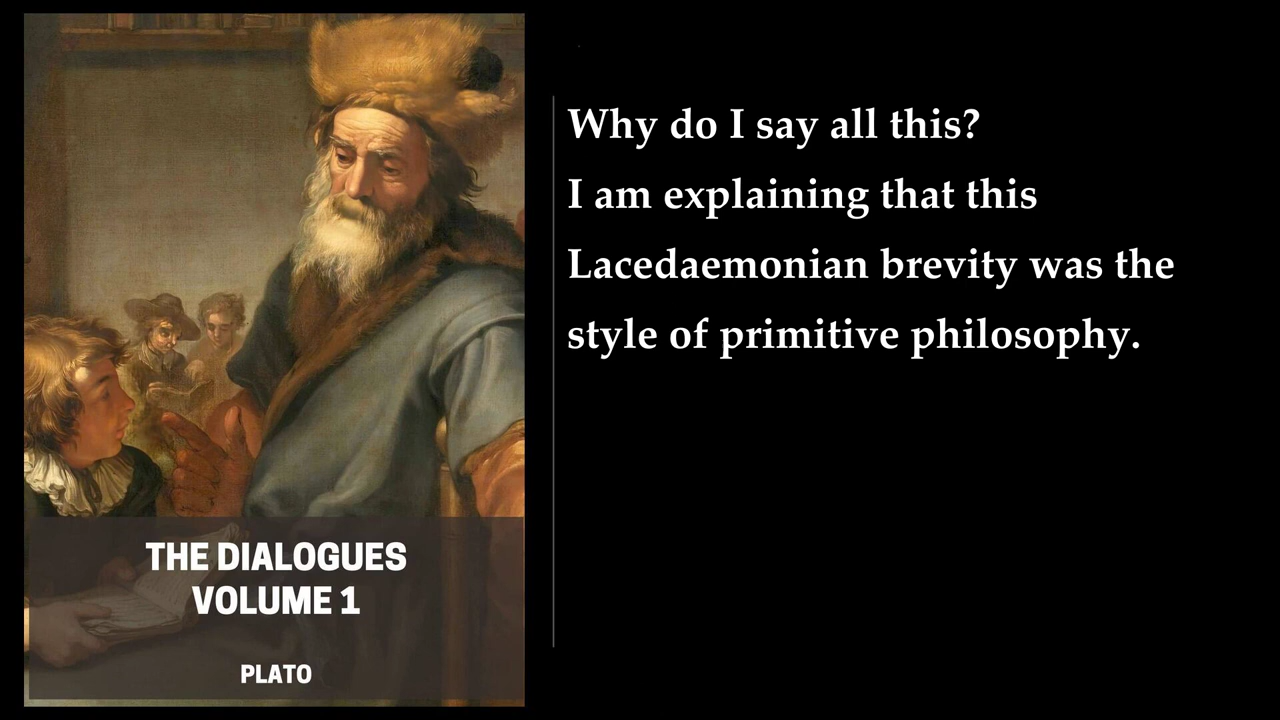 Why do I say all this?
I am explaining that this
Lacedaemonian brevity was the
style of primitive philosophy.
THE DIALOGUES
VOLUME 1
PLATO